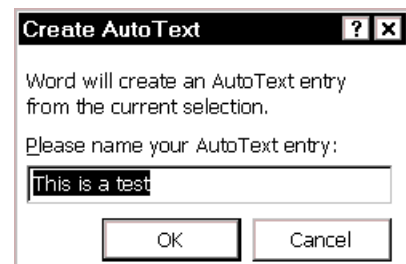 Create AutoText
Word will create an AutoText entry
from the current selection.
Please name your AutoText entry:
This is a test
OK Cancel